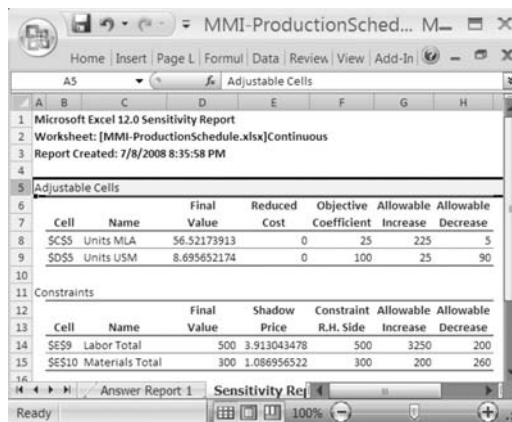 MMI-ProductionSched... M
Home Insert Page L Formul Data Review View Add-In
A5 fx Adjustable Cells
A B C D E F G H
1 Microsoft Excel 12.0 Sensitivity Report
2 Worksheet: [MMI-ProductionSchedule.xlsx]Continuous
3 Report Created: 7/8/2008 8:35:58 PM
4
5 Adjustable Cells
6 Final Reduced Objective Allowable Allowable
7 Cell Name Value Cost Coefficient Increase Decrease
8 $C$5 Units MLA 56.52173913 0 25 225 5
9 $D$5 Units USM 8.695652174 0 100 25 90
10
11 Constraints
12 Final Shadow Constraint Allowable Allowable
13 Cell Name Value Price R.H. Side Increase Decrease
14 $E$9 Labor Total 500 3.913043478 500 3250 200
15 $E$10 Materials Total 300 1.086956522 300 200 260
16
Answer Report 1 Sensitivity Rep
Ready 100%